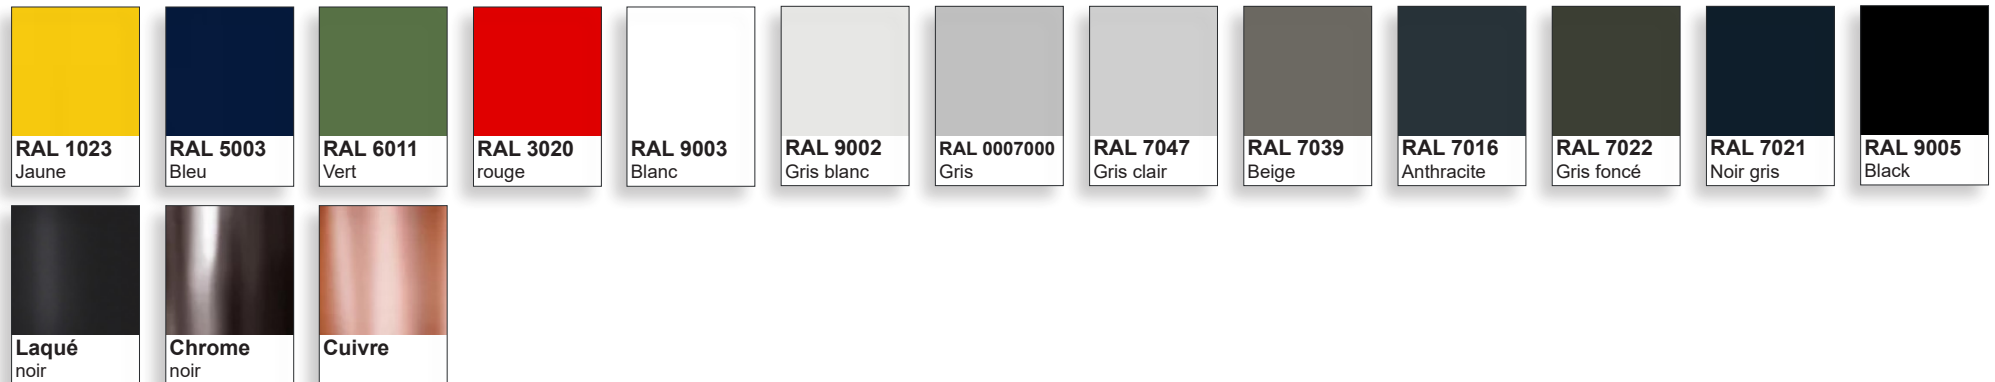 RAL 1023
Jaune
RAL 5003
Bleu
RAL 6011
Vert
RAL 3020
rouge
RAL 9003
Blanc
RAL 9002
Gris blanc
RAL 0007000
Gris
RAL 7047
Gris clair
RAL 7039
Beige
RAL 7016
Anthracite
RAL 7022
Gris foncé
RAL 7021
Noir gris
RAL 9005
Black
Laqué
noir
Chrome
noir
Cuivre